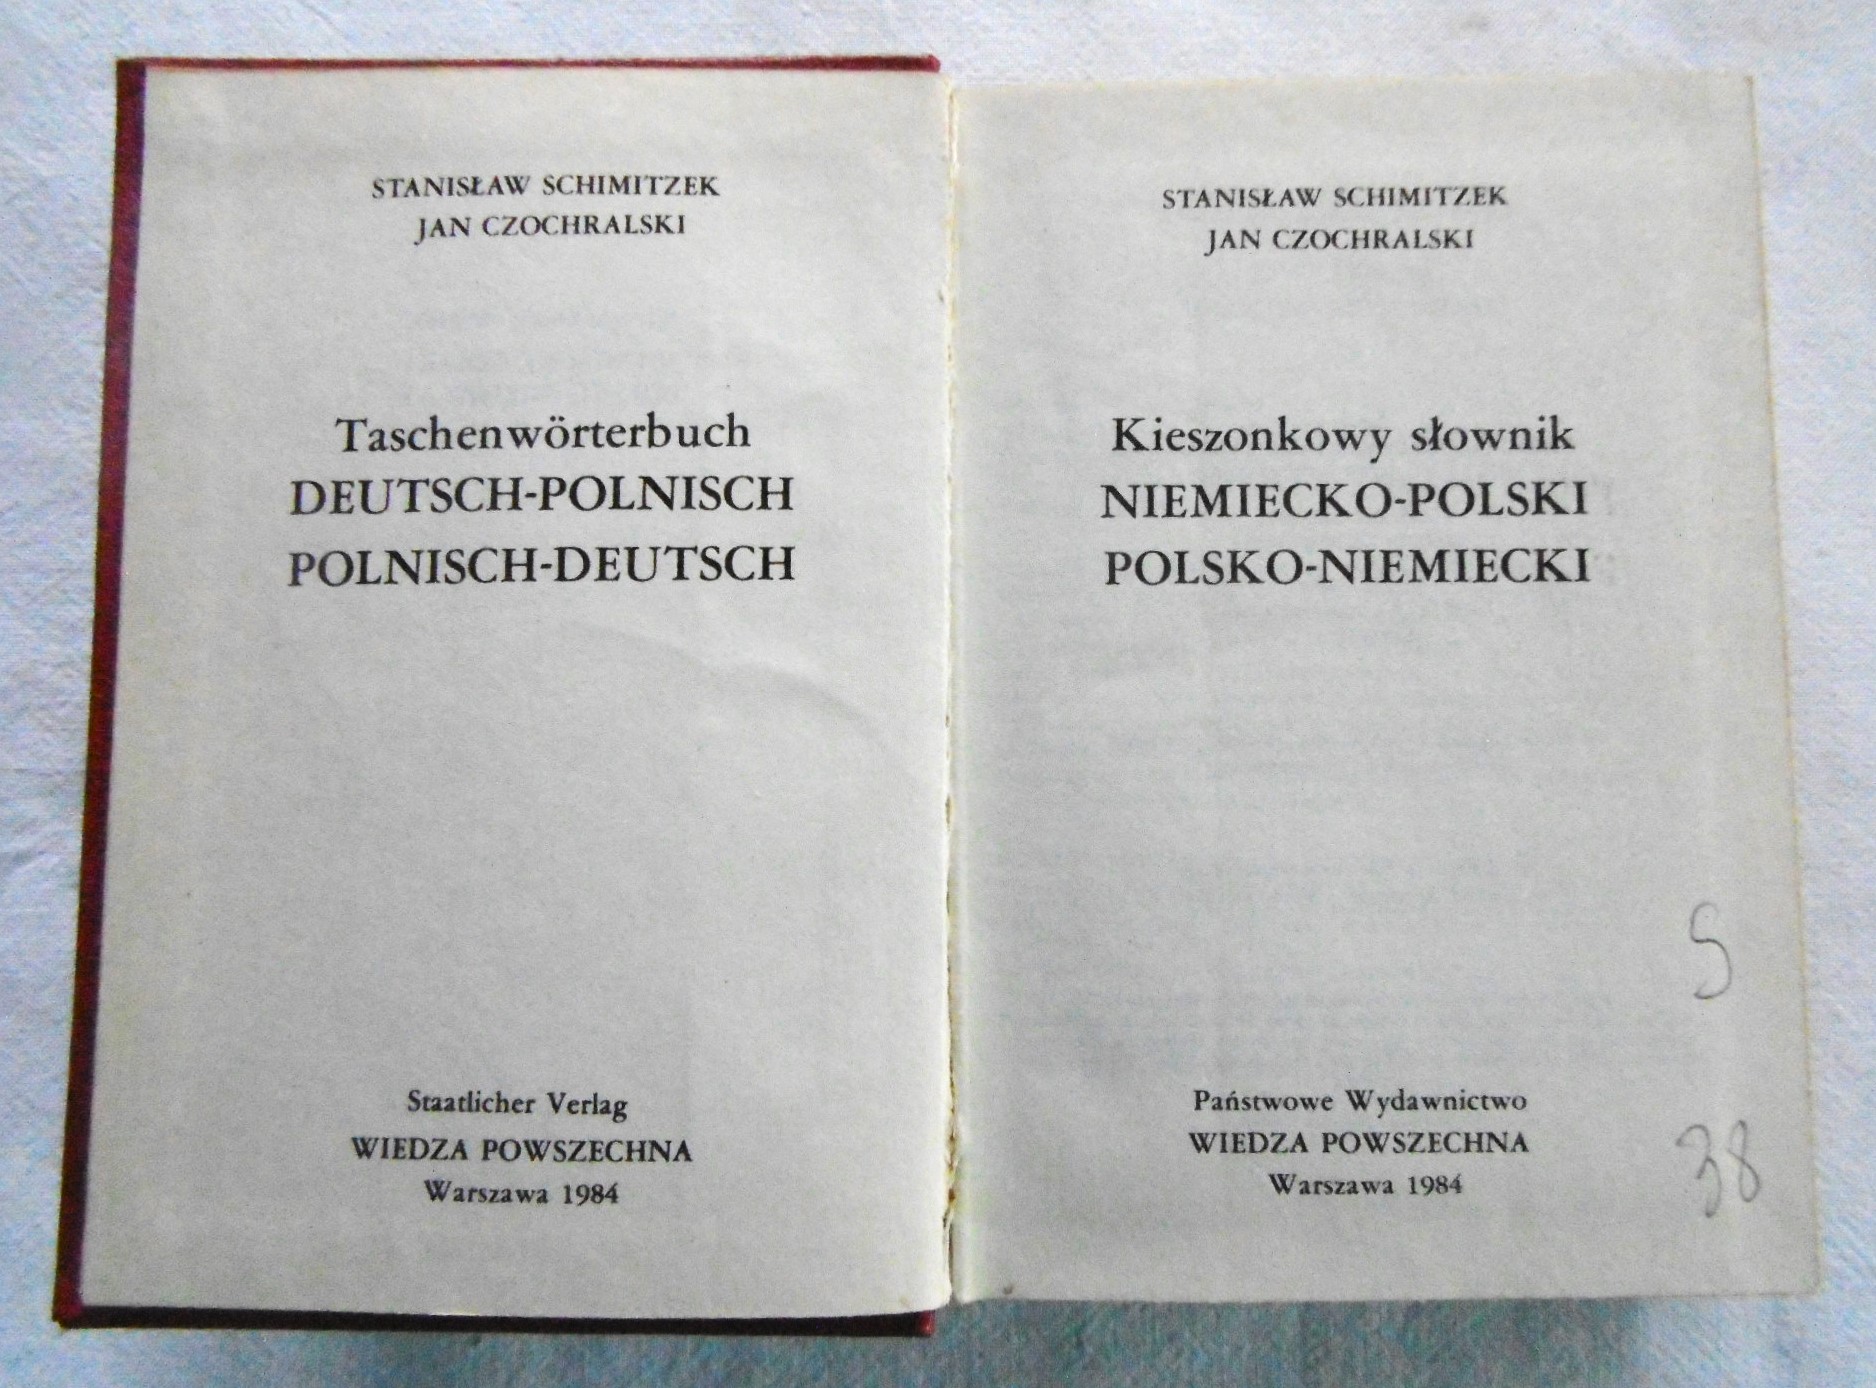 STANISŁAW SCHIMITZEK
JAN CZOCHRALSKI
Taschenwörterbuch
DEUTSCH-POLNISCH
POLNISCH-DEUTSCH
Staatlicher Verlag
WIEDZA POWSZECHNA
Warszawa 1984
STANISŁAW SCHIMITZEK
JAN CZOCHRALSKI
Kieszonkowy słownik
NIEMIECKO-POLSKI
POLSKO-NIEMIECKI
S
Państwowe Wydawnictwo
WIEDZA POWSZECHNA
Warszawa 1984
38